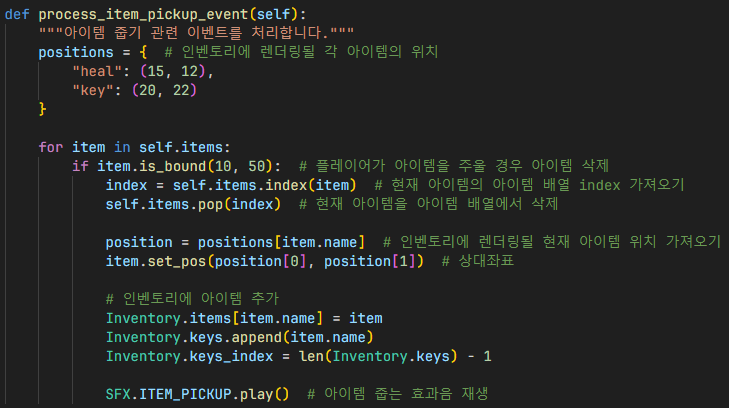 def process_item_pickup_event(self):
    """아이템 줍기 관련 이벤트를 처리합니다."""
    positions = {  # 인벤토리에 렌더링될 각 아이템의 위치
        "heal": (15, 12),
        "key": (20, 22)
    }

    for item in self.items:
        if item.is_bound(10, 50):  # 플레이어가 아이템을 주울 경우 아이템 삭제
            index = self.items.index(item)  # 현재 아이템의 아이템 배열 index 가져오기
            self.items.pop(index)  # 현재 아이템을 아이템 배열에서 삭제

            position = positions[item.name]  # 인벤토리에 렌더링될 현재 아이템 위치 가져오기
            item.set_pos(position[0], position[1])  # 상대좌표

            # 인벤토리에 아이템 추가
            Inventory.items[item.name] = item
            Inventory.keys.append(item.name)
            Inventory.keys_index = len(Inventory.keys) - 1

            SFX.ITEM_PICKUP.play()  # 아이템 줍는 효과음 재생